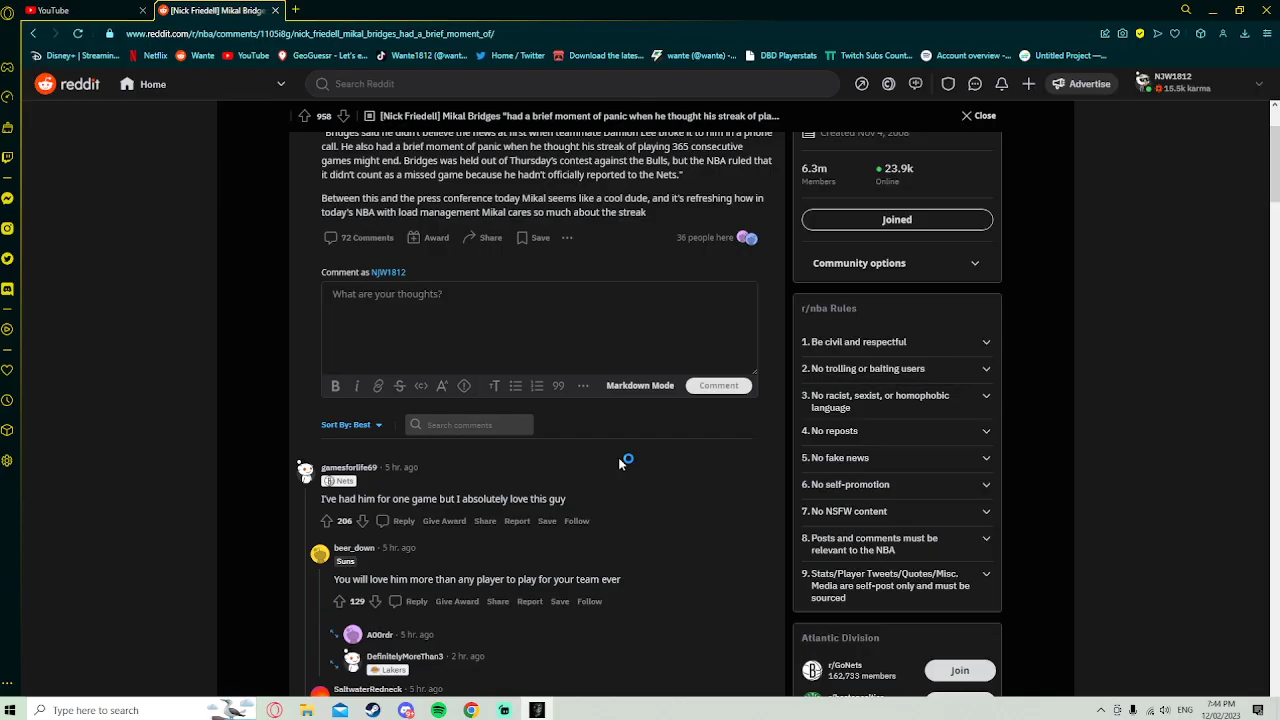 YouTube
[Nick Friedell] Mikal Bridge
www.reddit.com/r/nba/comments/1105i8g/nick_friedell_mikal_bridges_had_a_brief_moment_of/
Disney+ | Streamin...
Netflix
Wante
YouTube
GeoGuessr - Let's e...
Wante1812 (@want...
Home / Twitter
Download the lates...
wante (@wante) -...
DBD Playerstats
Twitch Subs Count...
Account overview -...
Untitled Project —...
reddit
Home
Search Reddit
Advertise
NJW1812
15.5k karma
958
[Nick Friedell] Mikal Bridges "had a brief moment of panic when he thought his streak of pla...
Close
"Bridges said he didn't believe the news at first when teammate Damion Lee broke it to him in a phone
call. He also had a brief moment of panic when he thought his streak of playing 365 consecutive
games might end. Bridges was held out of Thursday's contest against the Bulls, but the NBA ruled that
it didn't count as a missed game because he hadn't officially reported to the Nets."
Between this and the press conference today Mikal seems like a cool dude, and it's refreshing how in
today's NBA with load management Mikal cares so much about the streak
72 Comments
Award
Share
Save
36 people here
Comment as NJW1812
What are your thoughts?
Markdown Mode
Comment
Sort By: Best
Search comments
gamesforlife69 · 5 hr. ago
Nets
I've had him for one game but I absolutely love this guy
206
Reply
Give Award
Share
Report
Save
Follow
beer_down · 5 hr. ago
Suns
You will love him more than any player to play for your team ever
129
Reply
Give Award
Share
Report
Save
Follow
A00rdr · 5 hr. ago
DefinitelyMoreThan3 · 2 hr. ago
Lakers
SaltwaterRedneck · 5 hr. ago
Created Nov 4, 2008
6.3m
Members
23.9k
Online
Joined
Community options
r/nba Rules
1. Be civil and respectful
2. No trolling or baiting users
3. No racist, sexist, or homophobic
language
4. No reposts
5. No fake news
6. No self-promotion
7. No NSFW content
8. Posts and comments must be
relevant to the NBA
9. Stats/Player Tweets/Quotes/Misc.
Media are self-post only and must be
sourced
Atlantic Division
r/GoNets
162,733 members
Join
Type here to search
7:44 PM
12/02/2023